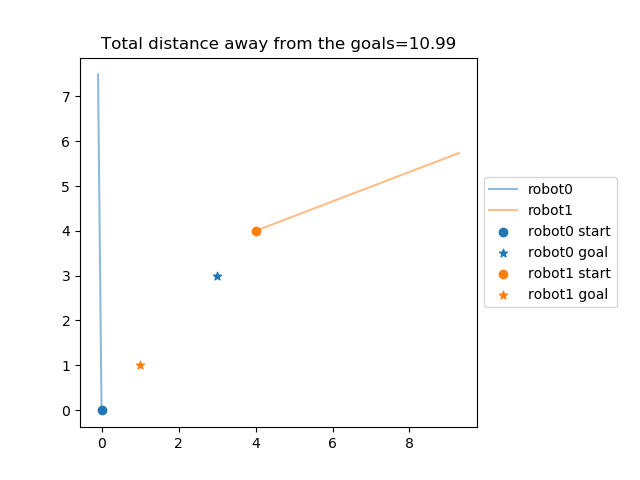 Total distance away from the goals=10.99
7
6
5
4
3
2
1
0
0 2 4 6 8
robot0
robot1
robot0 start
robot0 goal
robot1 start
robot1 goal